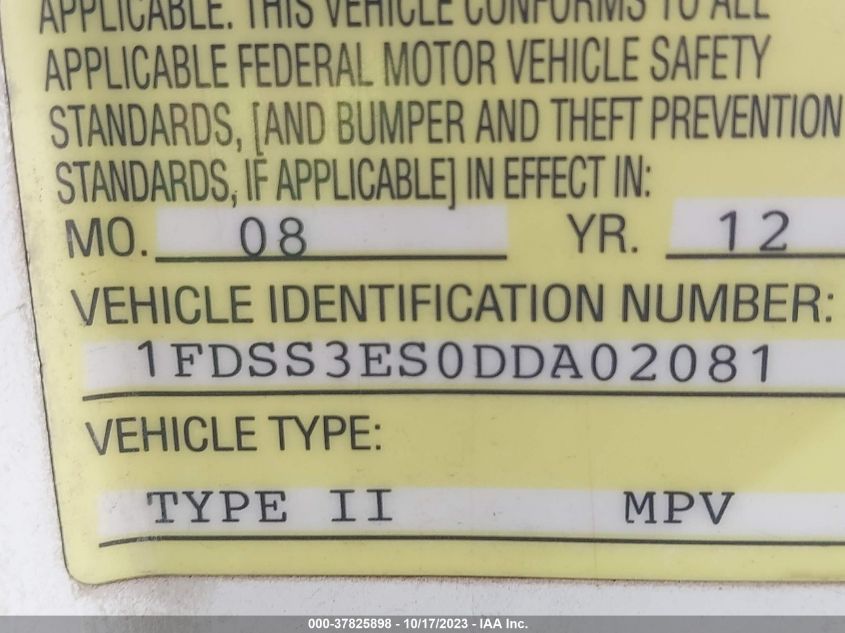 APPLICABLE. THIS VEHICLE CONFORMS TO ALL
APPLICABLE FEDERAL MOTOR VEHICLE SAFETY
STANDARDS, [AND BUMPER AND THEFT PREVENTION
STANDARDS, IF APPLICABLE] IN EFFECT IN:
MO. 08 YR. 12
VEHICLE IDENTIFICATION NUMBER:
1FDSS3ES0DDA02081
VEHICLE TYPE:
TYPE II MPV
000-37825898 - 10/17/2023 - IAA Inc.